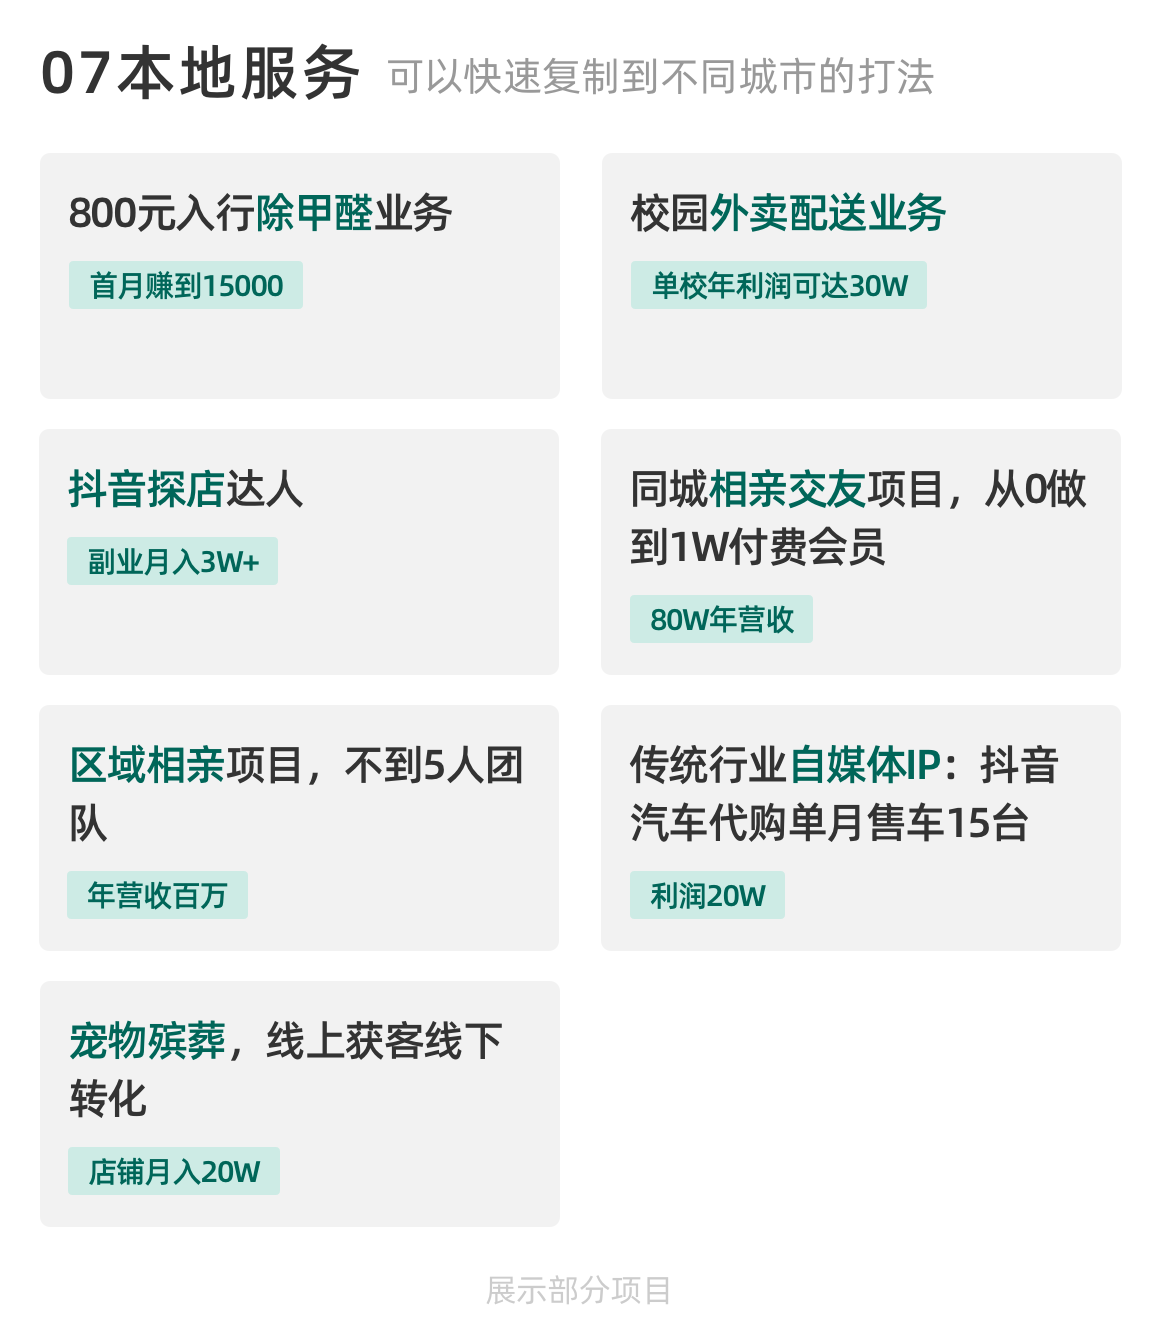 07本地服务 可以快速复制到不同城市的打法
800元入行除甲醛业务
首月赚到15000
校园外卖配送业务
单校年利润可达30W
抖音探店达人
副业月入3W+
同城相亲交友项目，从0做
到1W付费会员
80W年营收
区域相亲项目，不到5人团
队
年营收百万
传统行业自媒体IP：抖音
汽车代购单月售车15台
利润20W
宠物殡葬，线上获客线下
转化
店铺月入20W
展示部分项目